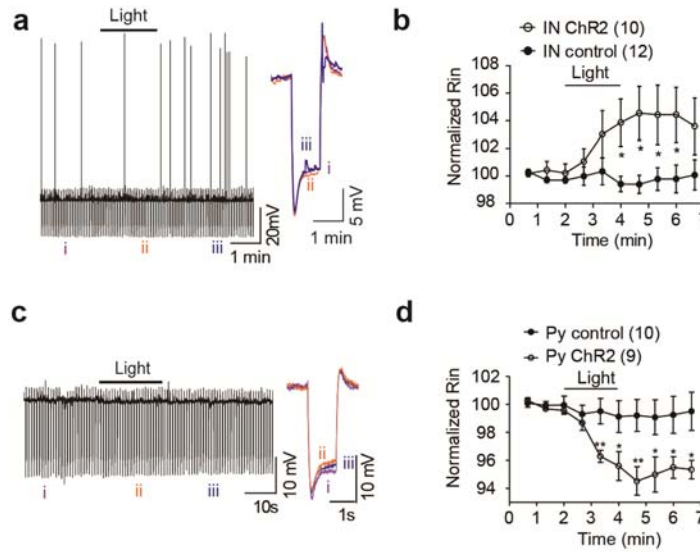 a
Light
i ii iii
20mV
1 min
iii
i
ii
5 mV
1 min
b
IN ChR2 (10)
IN control (12)
Light
Normalized Rin
108
106
104
102
100
98
* * * *
0 1 2 3 4 5 6 7
Time (min)
c
Light
i ii iii
10 mV
10s
ii
iii
i
10 mV
1s
d
Py control (10)
Py ChR2 (9)
Light
Normalized Rin
102
100
98
96
94
** * ** * * *
0 1 2 3 4 5 6 7
Time (min)